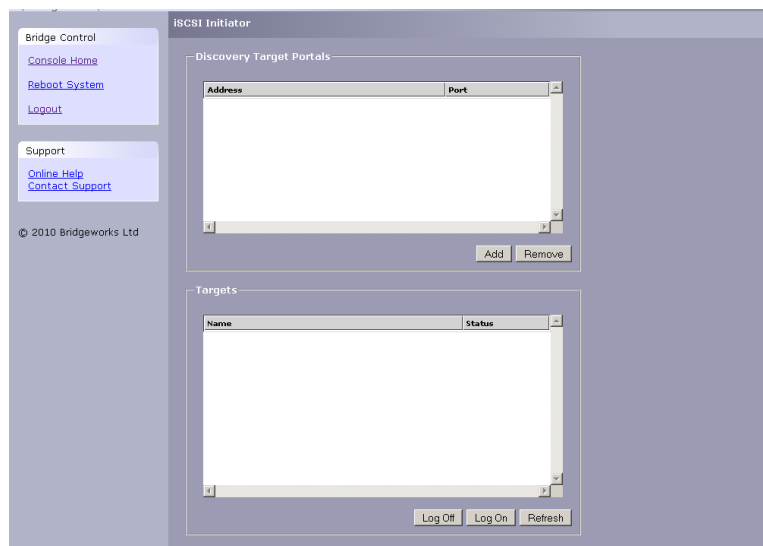 iSCSI Initiator
Bridge Control
Console Home
Reboot System
Logout
Support
Online Help
Contact Support
© 2010 Bridgeworks Ltd
Discovery Target Portals
Address Port
Add Remove
Targets
Name Status
Log Off Log On Refresh